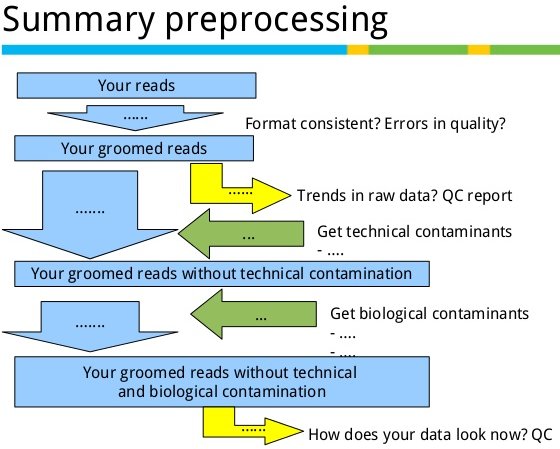 Summary preprocessing
Your reads
......
Format consistent? Errors in quality?
Your groomed reads
......
Trends in raw data? QC report
.......
...
Get technical contaminants
- ....
Your groomed reads without technical contamination
.......
...
Get biological contaminants
- ....
- ....
Your groomed reads without technical
and biological contamination
......
How does your data look now? QC